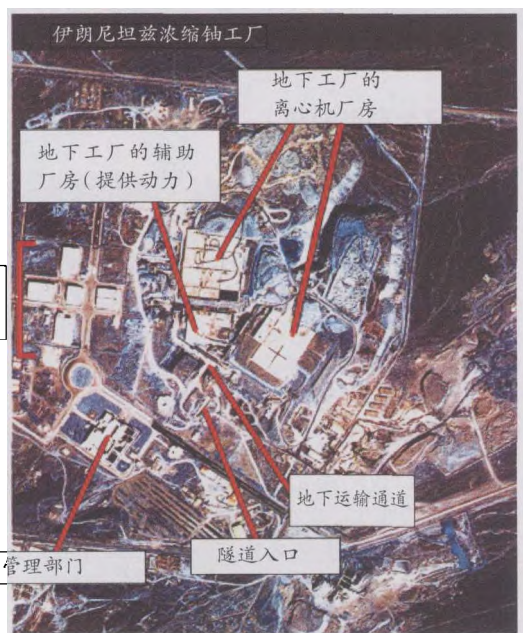 伊朗尼坦兹浓缩铀工厂
地下工厂的
离心机厂房
地下工厂的辅助
厂房(提供动力)
地下运输通道
隧道入口
管理部门